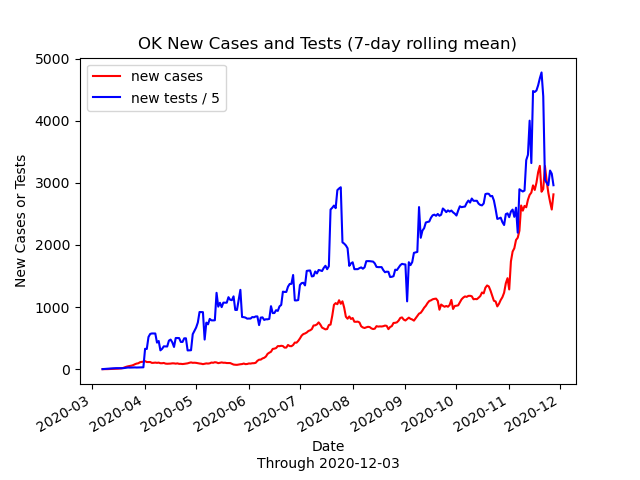 OK New Cases and Tests (7-day rolling mean)
new cases
new tests / 5
New Cases or Tests
5000
4000
3000
2000
1000
0
2020-03
2020-04
2020-05
2020-06
2020-07
2020-08
2020-09
2020-10
2020-11
2020-12
Date
Through 2020-12-03